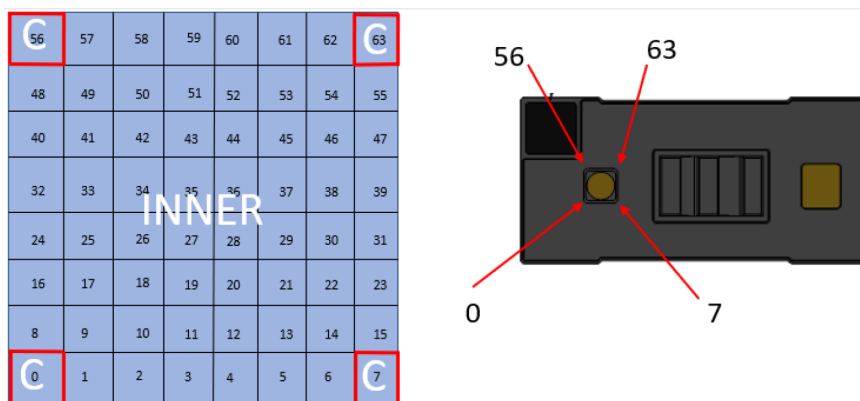 C C
56 57 58 59 60 61 62 63
48 49 50 51 52 53 54 55
40 41 42 43 44 45 46 47
32 33 34 35 36 37 38 39
INNER
24 25 26 27 28 29 30 31
16 17 18 19 20 21 22 23
8 9 10 11 12 13 14 15
C C
0 1 2 3 4 5 6 7
56 63
0 7